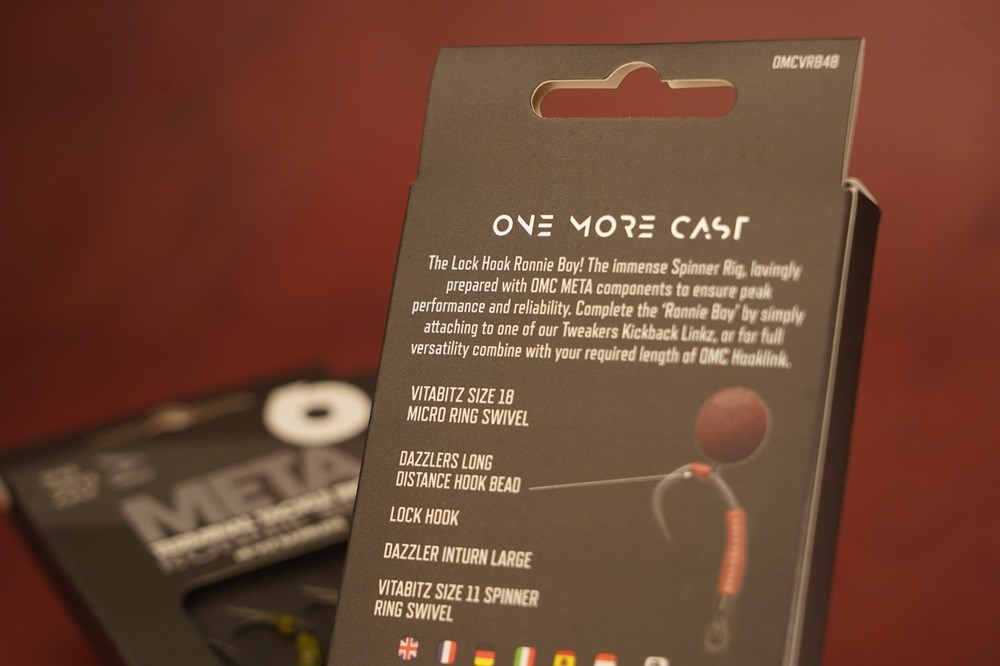 OMCVRB4B
ONE MORE CAST
The Lock Hook Ronnie Boy! The immense Spinner Rig, lovingly
prepared with OMC META components to ensure peak
performance and reliability. Complete the 'Ronnie Boy' by simply
attaching to one of our Tweakers Kickback Linkz, or for full
versatility combine with your required length of OMC Hooklink.
VITABITZ SIZE 18
MICRO RING SWIVEL
DAZZLERS LONG
DISTANCE HOOK BEAD
LOCK HOOK
DAZZLER INTURN LARGE
VITABITZ SIZE 11 SPINNER
RING SWIVEL
META